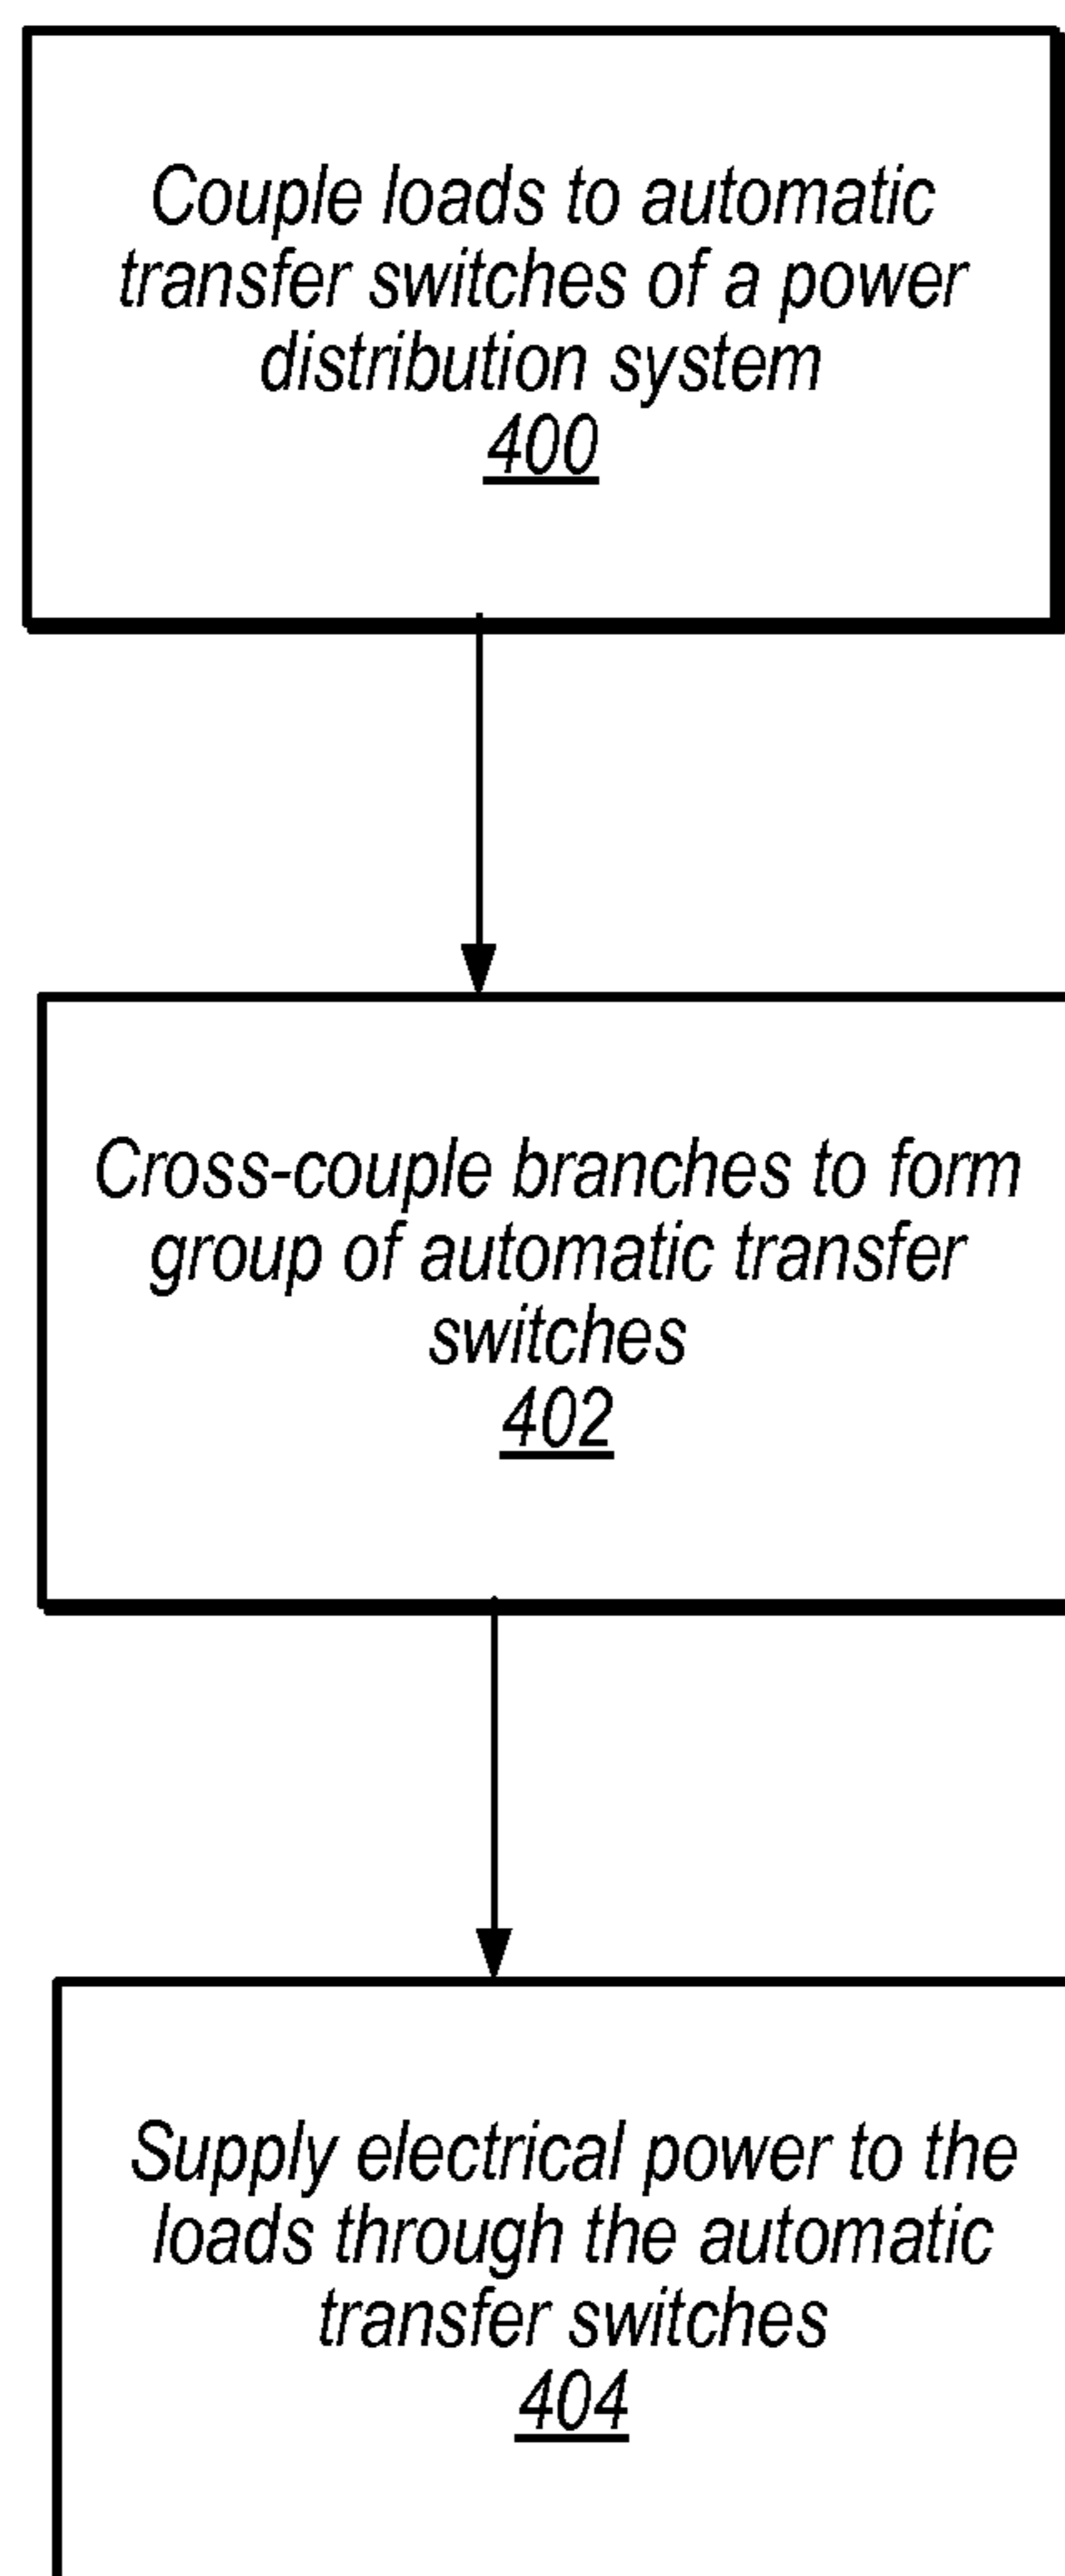 Couple loads to automatic
transfer switches of a power
distribution system
400
Cross-couple branches to form
group of automatic transfer
switches
402
Supply electrical power to the
loads through the automatic
transfer switches
404